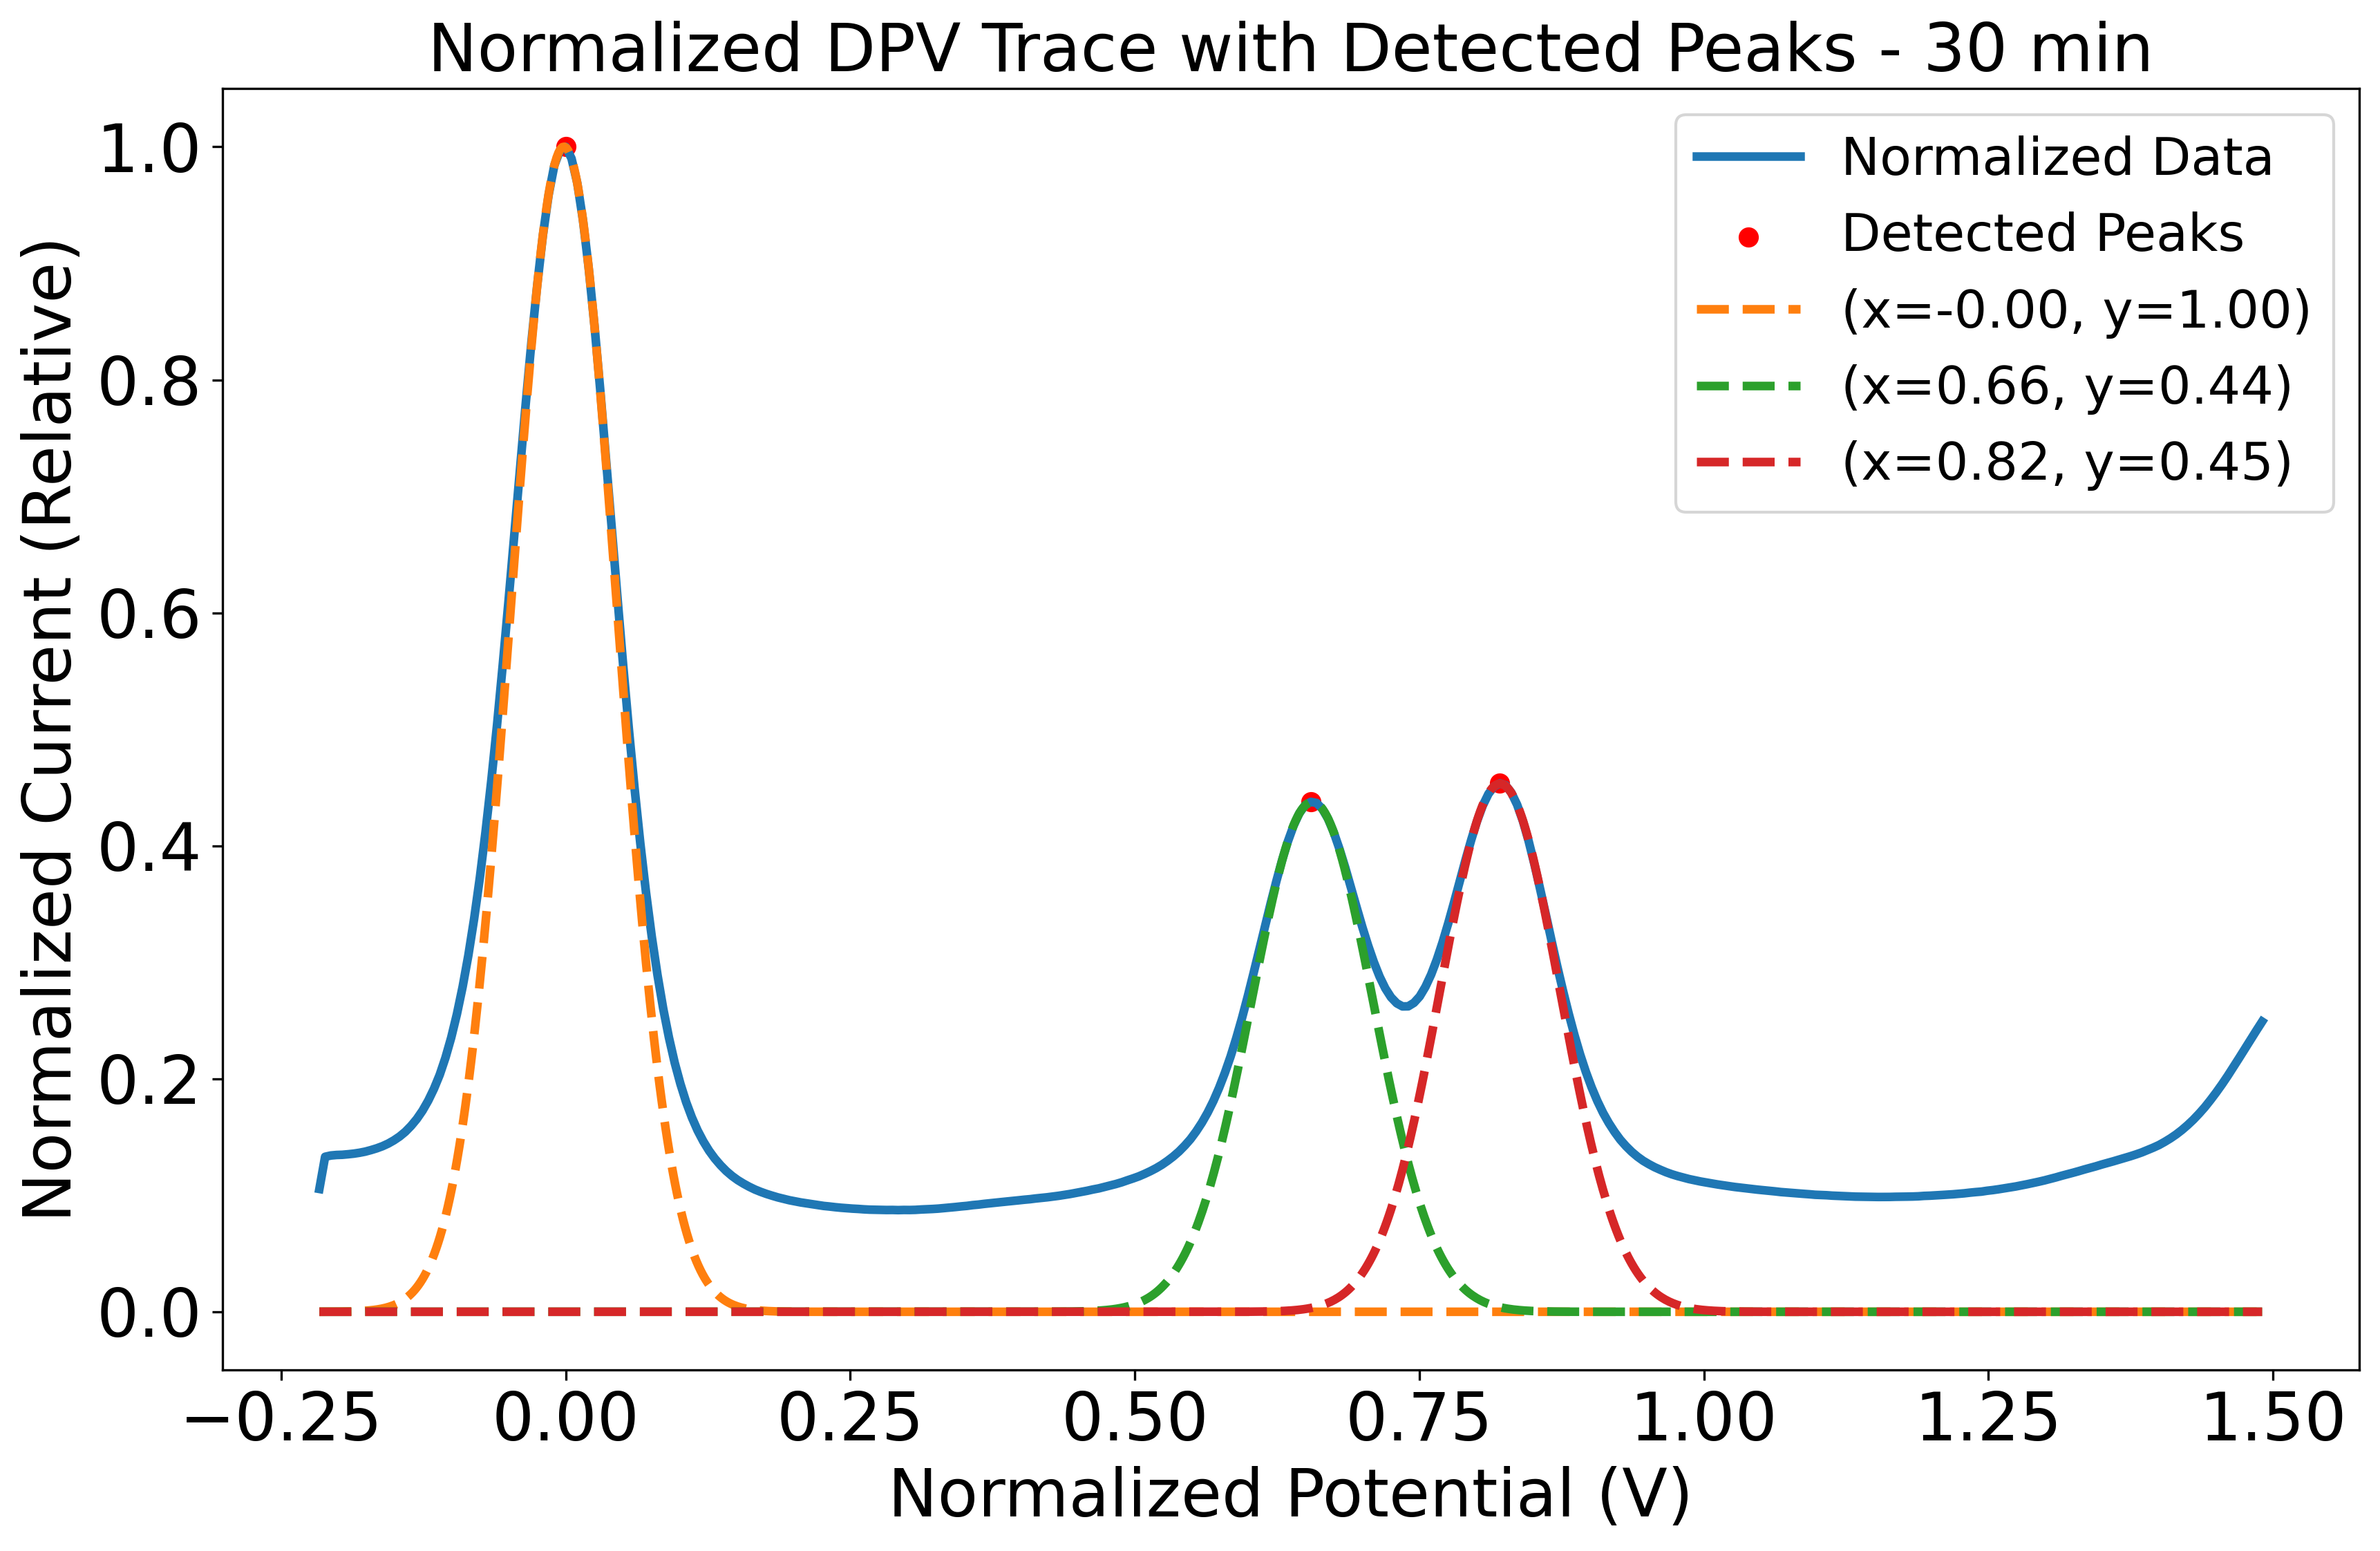 Normalized DPV Trace with Detected Peaks - 30 min
Normalized Current (Relative)
1.0
0.8
0.6
0.4
0.2
0.0
Normalized Data
Detected Peaks
(x=-0.00, y=1.00)
(x=0.66, y=0.44)
(x=0.82, y=0.45)
−0.25 0.00 0.25 0.50 0.75 1.00 1.25 1.50
Normalized Potential (V)